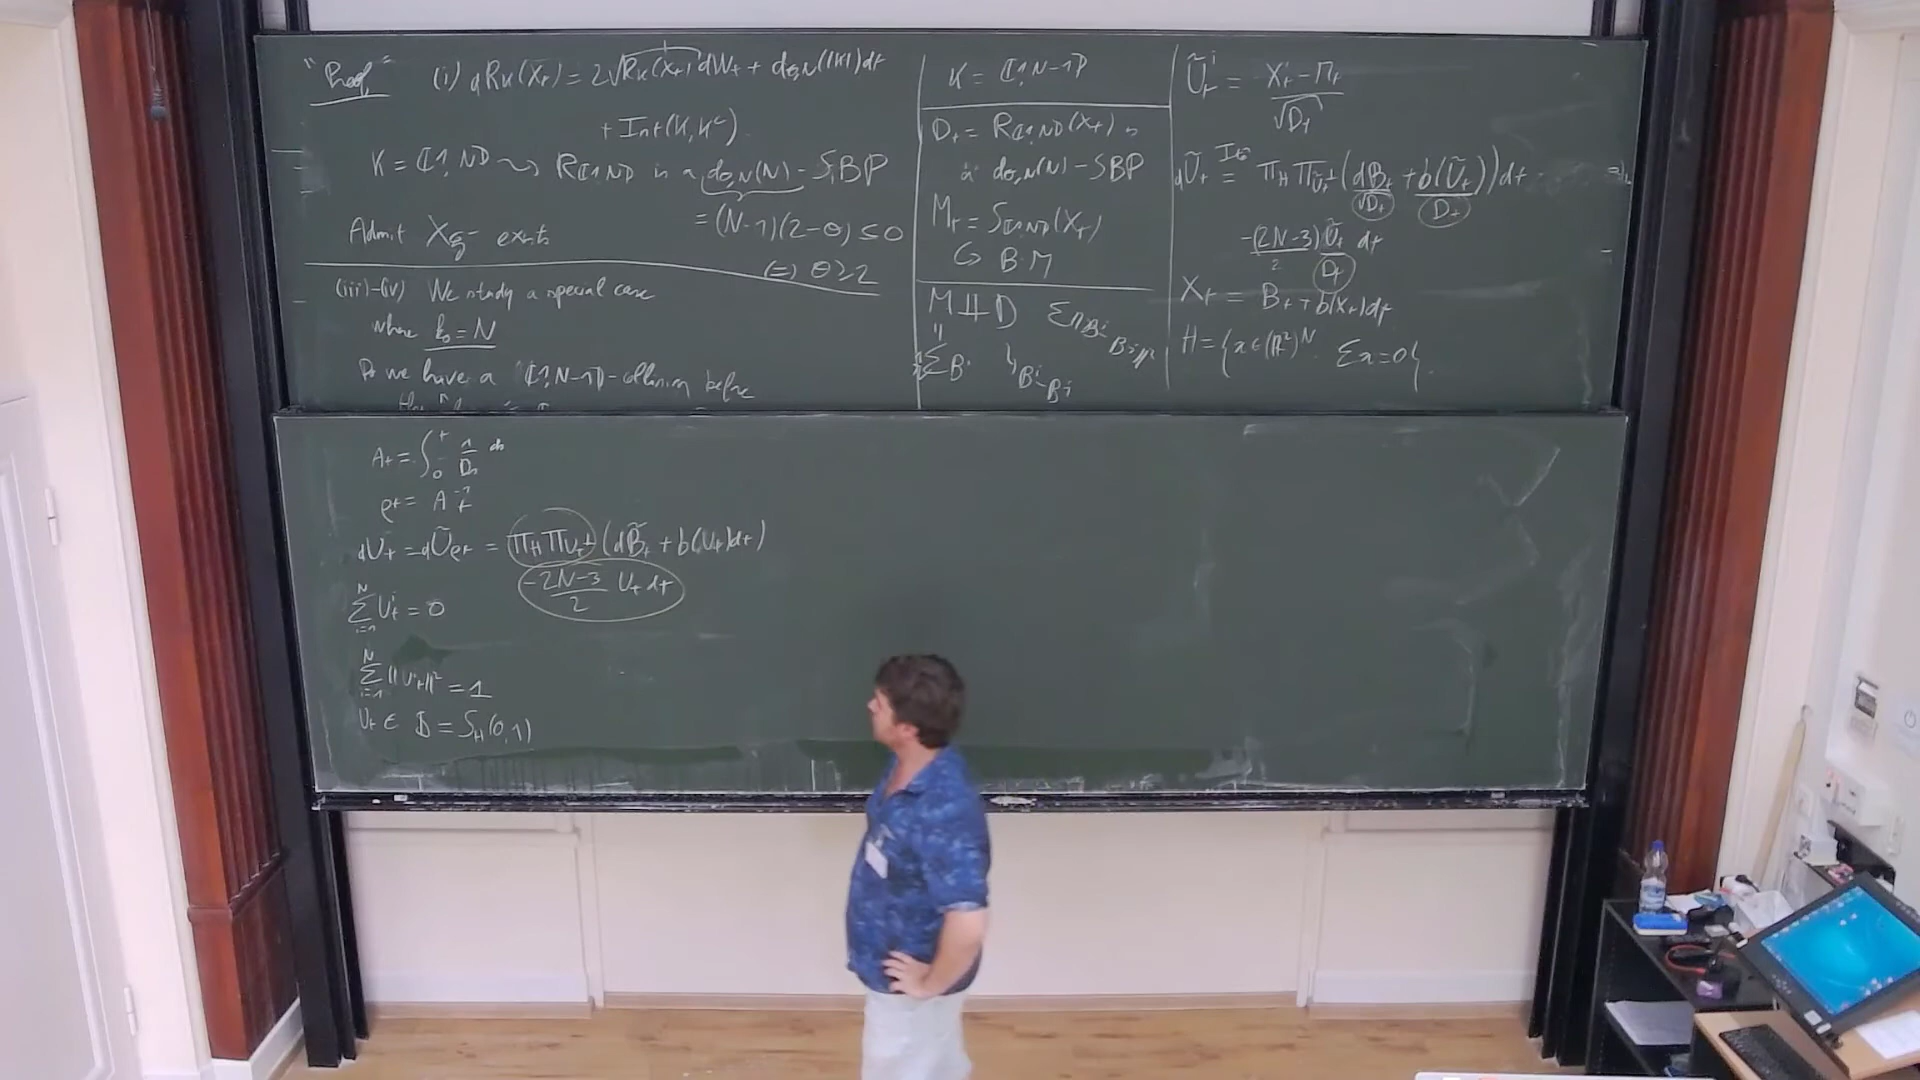 "Proof"
(i) dR_K(X_t) = 2√R_K(X_t) dW_t + d_{θ,N}(|K|)dt
+ Int(K, K^c)
K = ⟦1,N⟧ ⤳ R_⟦1,N⟧ is a d_{θ,N}(N) - SBP
= (N-1)(2-θ) ≤ 0
Admit X_{ξ-} exists
⟺ θ ≥ 2
(iii)-(iv) We study a special case
where k_0 = N
we have a ⟦1,N-1⟧-collision before
K = ⟦1,N-1⟧
D_t = R_⟦1,N⟧(X_t) is
a d_{θ,N}(N) - SBP
M_t = S_⟦1,N⟧(X_t)
↪ BM
M ⫫ D
Ũ_t^i = (X_t^i - M_t)/√D_t
dŨ_t =^{Ito} Π_H Π_{Ũ_t^⊥} (dB_t/√D_t + b(Ũ_t)/D_t) dt
-(2N-3)/2 Ũ_t/D_t dt
X_t = B_t + b(X_t)dt
H = {x ∈ (ℝ²)^N Σx = 0}.
A_t = ∫_0^t 1/D_s ds
ρ_t = A_t^{-1}
dU_t = dŨ_{ρ_t} = Π_H Π_{U_t^⊥} (dB̃_t + b(U_t)dt)
-(2N-3)/2 U_t dt
Σ_{i=1}^N U_t^i = 0
Σ_{i=1}^N ||U_t^i||² = 1
U_t ∈ 𝕊 = S_H(0,1)